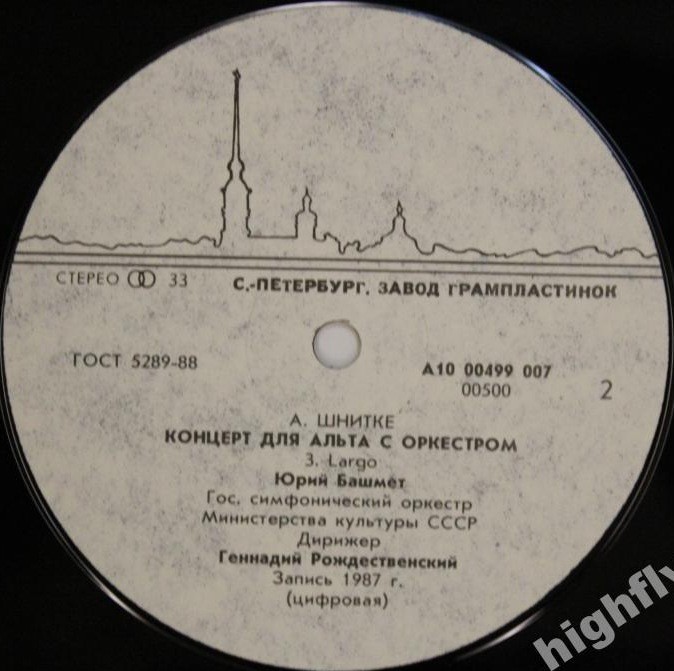 СТЕРЕО 33
С.-ПЕТЕРБУРГ. ЗАВОД ГРАМПЛАСТИНОК
ГОСТ 5289-88
А10 00499 007
00500
2
А. ШНИТКЕ
КОНЦЕРТ ДЛЯ АЛЬТА С ОРКЕСТРОМ
3. Largo
Юрий Башмет
Гос. симфонический оркестр
Министерства культуры СССР
Дирижер
Геннадий Рождественский
Запись 1987 г.
(цифровая)